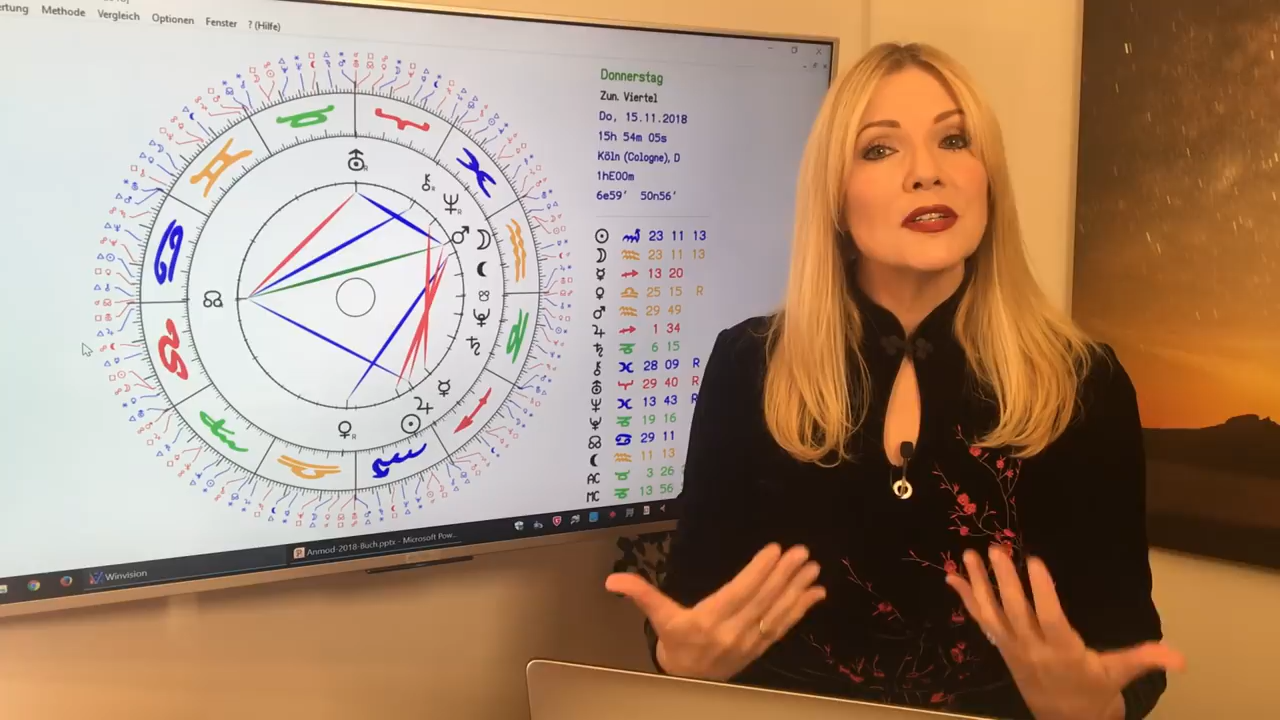 Methode Vergleich Optionen Fenster ? (Hilfe)
Donnerstag
Zun. Viertel
Do, 15.11.2018
15h 54m 05s
Köln (Cologne), D
1hE00m
6e59' 50n56'
23 11 13
23 11 13
13 20
25 15 R
29 49
1 34
6 15
28 09 R
29 40 R
13 43 R
19 16
29 11
11 13
AC 3 26
MC 13 56
Anmod-2018-Buch.pptx - Microsoft Pow...
Winvision